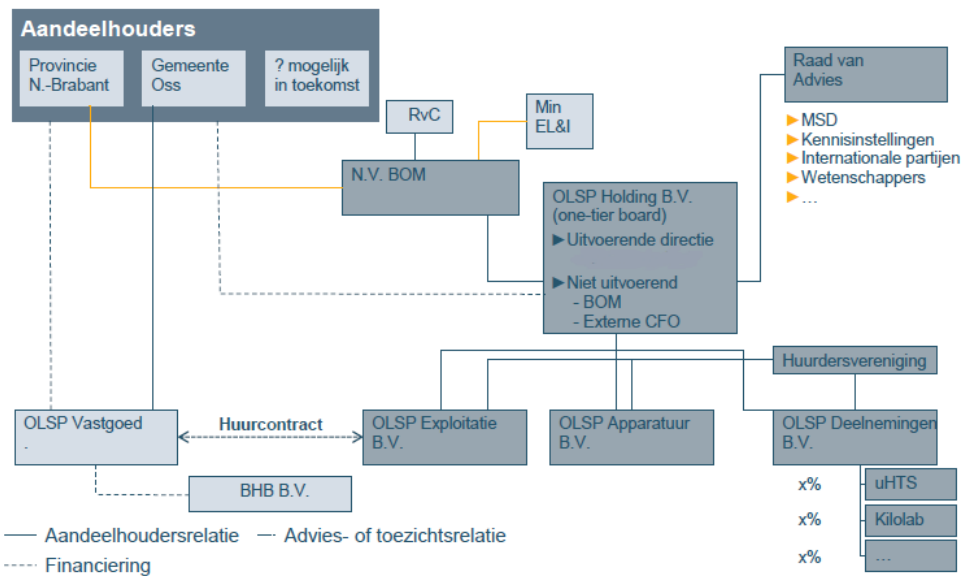 Aandeelhouders
Provincie
N.-Brabant
Gemeente
Oss
? mogelijk
in toekomst
RvC
Min
EL&I
N.V. BOM
Raad van
Advies
►MSD
►Kennisinstellingen
►Internationale partijen
►Wetenschappers
►...
OLSP Holding B.V.
(one-tier board)
►Uitvoerende directie
►Niet uitvoerend
- BOM
- Externe CFO
Huurdersvereniging
OLSP Vastgoed
.
Huurcontract
OLSP Exploitatie
B.V.
OLSP Apparatuur
B.V.
OLSP Deelnemingen
B.V.
BHB B.V.
x% uHTS
x% Kilolab
x% ...
Aandeelhoudersrelatie
Advies- of toezichtsrelatie
Financiering